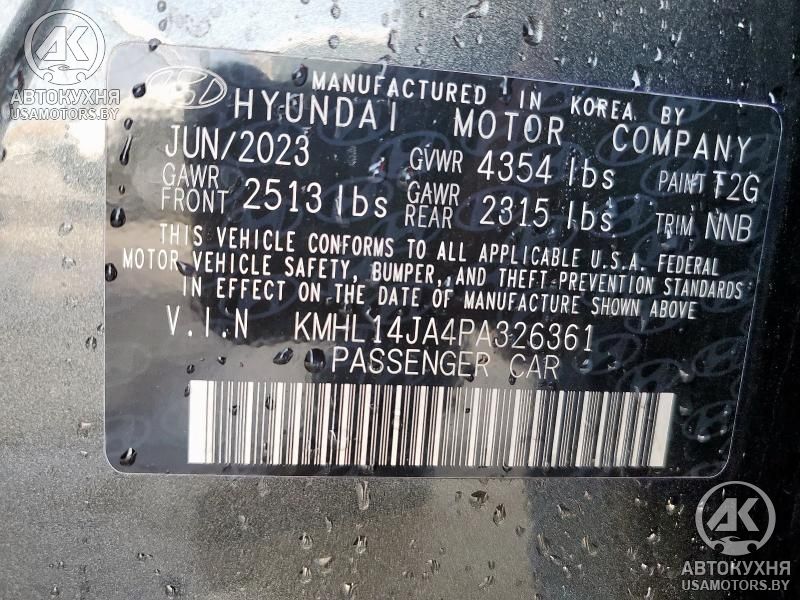 АК
АВТОКУХНЯ
USAMOTORS.BY
MANUFACTURED IN KOREA BY
HYUNDAI MOTOR COMPANY
JUN/2023 GVWR 4354 lbs PAINT T2G
GAWR FRONT 2513 lbs GAWR REAR 2315 lbs TRIM NNB
THIS VEHICLE CONFORMS TO ALL APPLICABLE U.S.A. FEDERAL
MOTOR VEHICLE SAFETY, BUMPER, AND THEFT-PREVENTION STANDARDS
IN EFFECT ON THE DATE OF MANUFACTURE SHOWN ABOVE
V.I.N KMHL14JA4PA326361
PASSENGER CAR
АК
АВТОКУХНЯ
USAMOTORS.BY